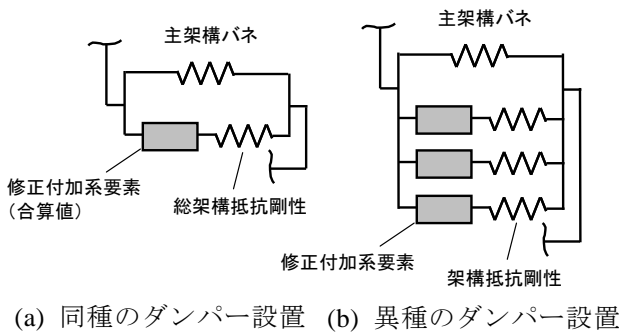 主架構バネ
修正付加系要素
(合算値)
総架構抵抗剛性
(a) 同種のダンパー設置
主架構バネ
修正付加系要素
架構抵抗剛性
(b) 異種のダンパー設置